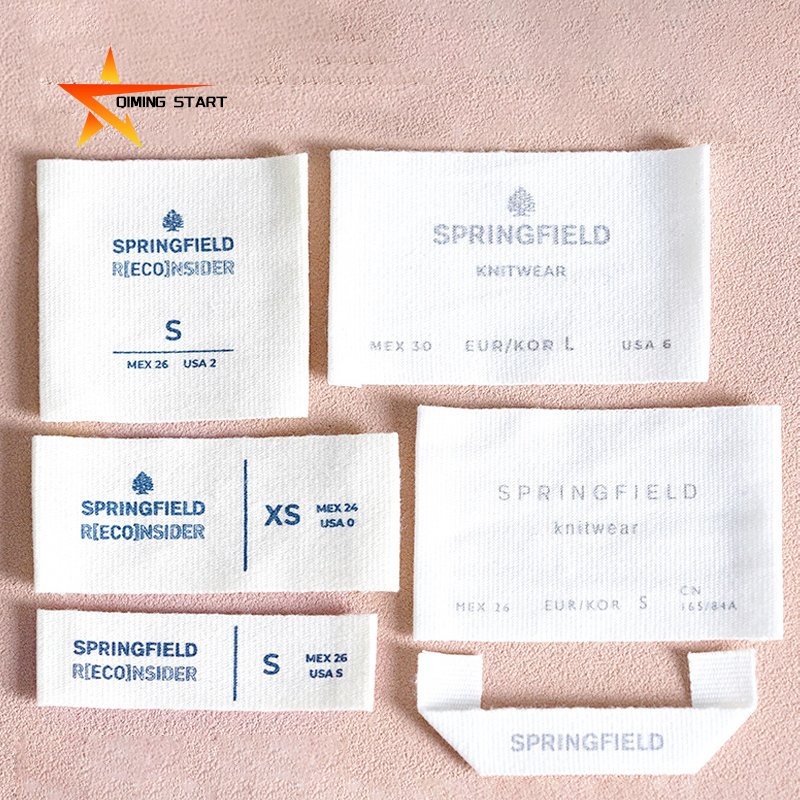 QIMING START
SPRINGFIELD
R[ECO]NSIDER
S
MEX 26 USA 2
SPRINGFIELD
KNITWEAR
MEX 30 EUR/KOR L USA 6
SPRINGFIELD
R[ECO]NSIDER
XS
MEX 24
USA 0
SPRINGFIELD
knitwear
MEX 26 EUR/KOR S CN
165/84A
SPRINGFIELD
R[ECO]NSIDER
S
MEX 26
USA S
SPRINGFIELD